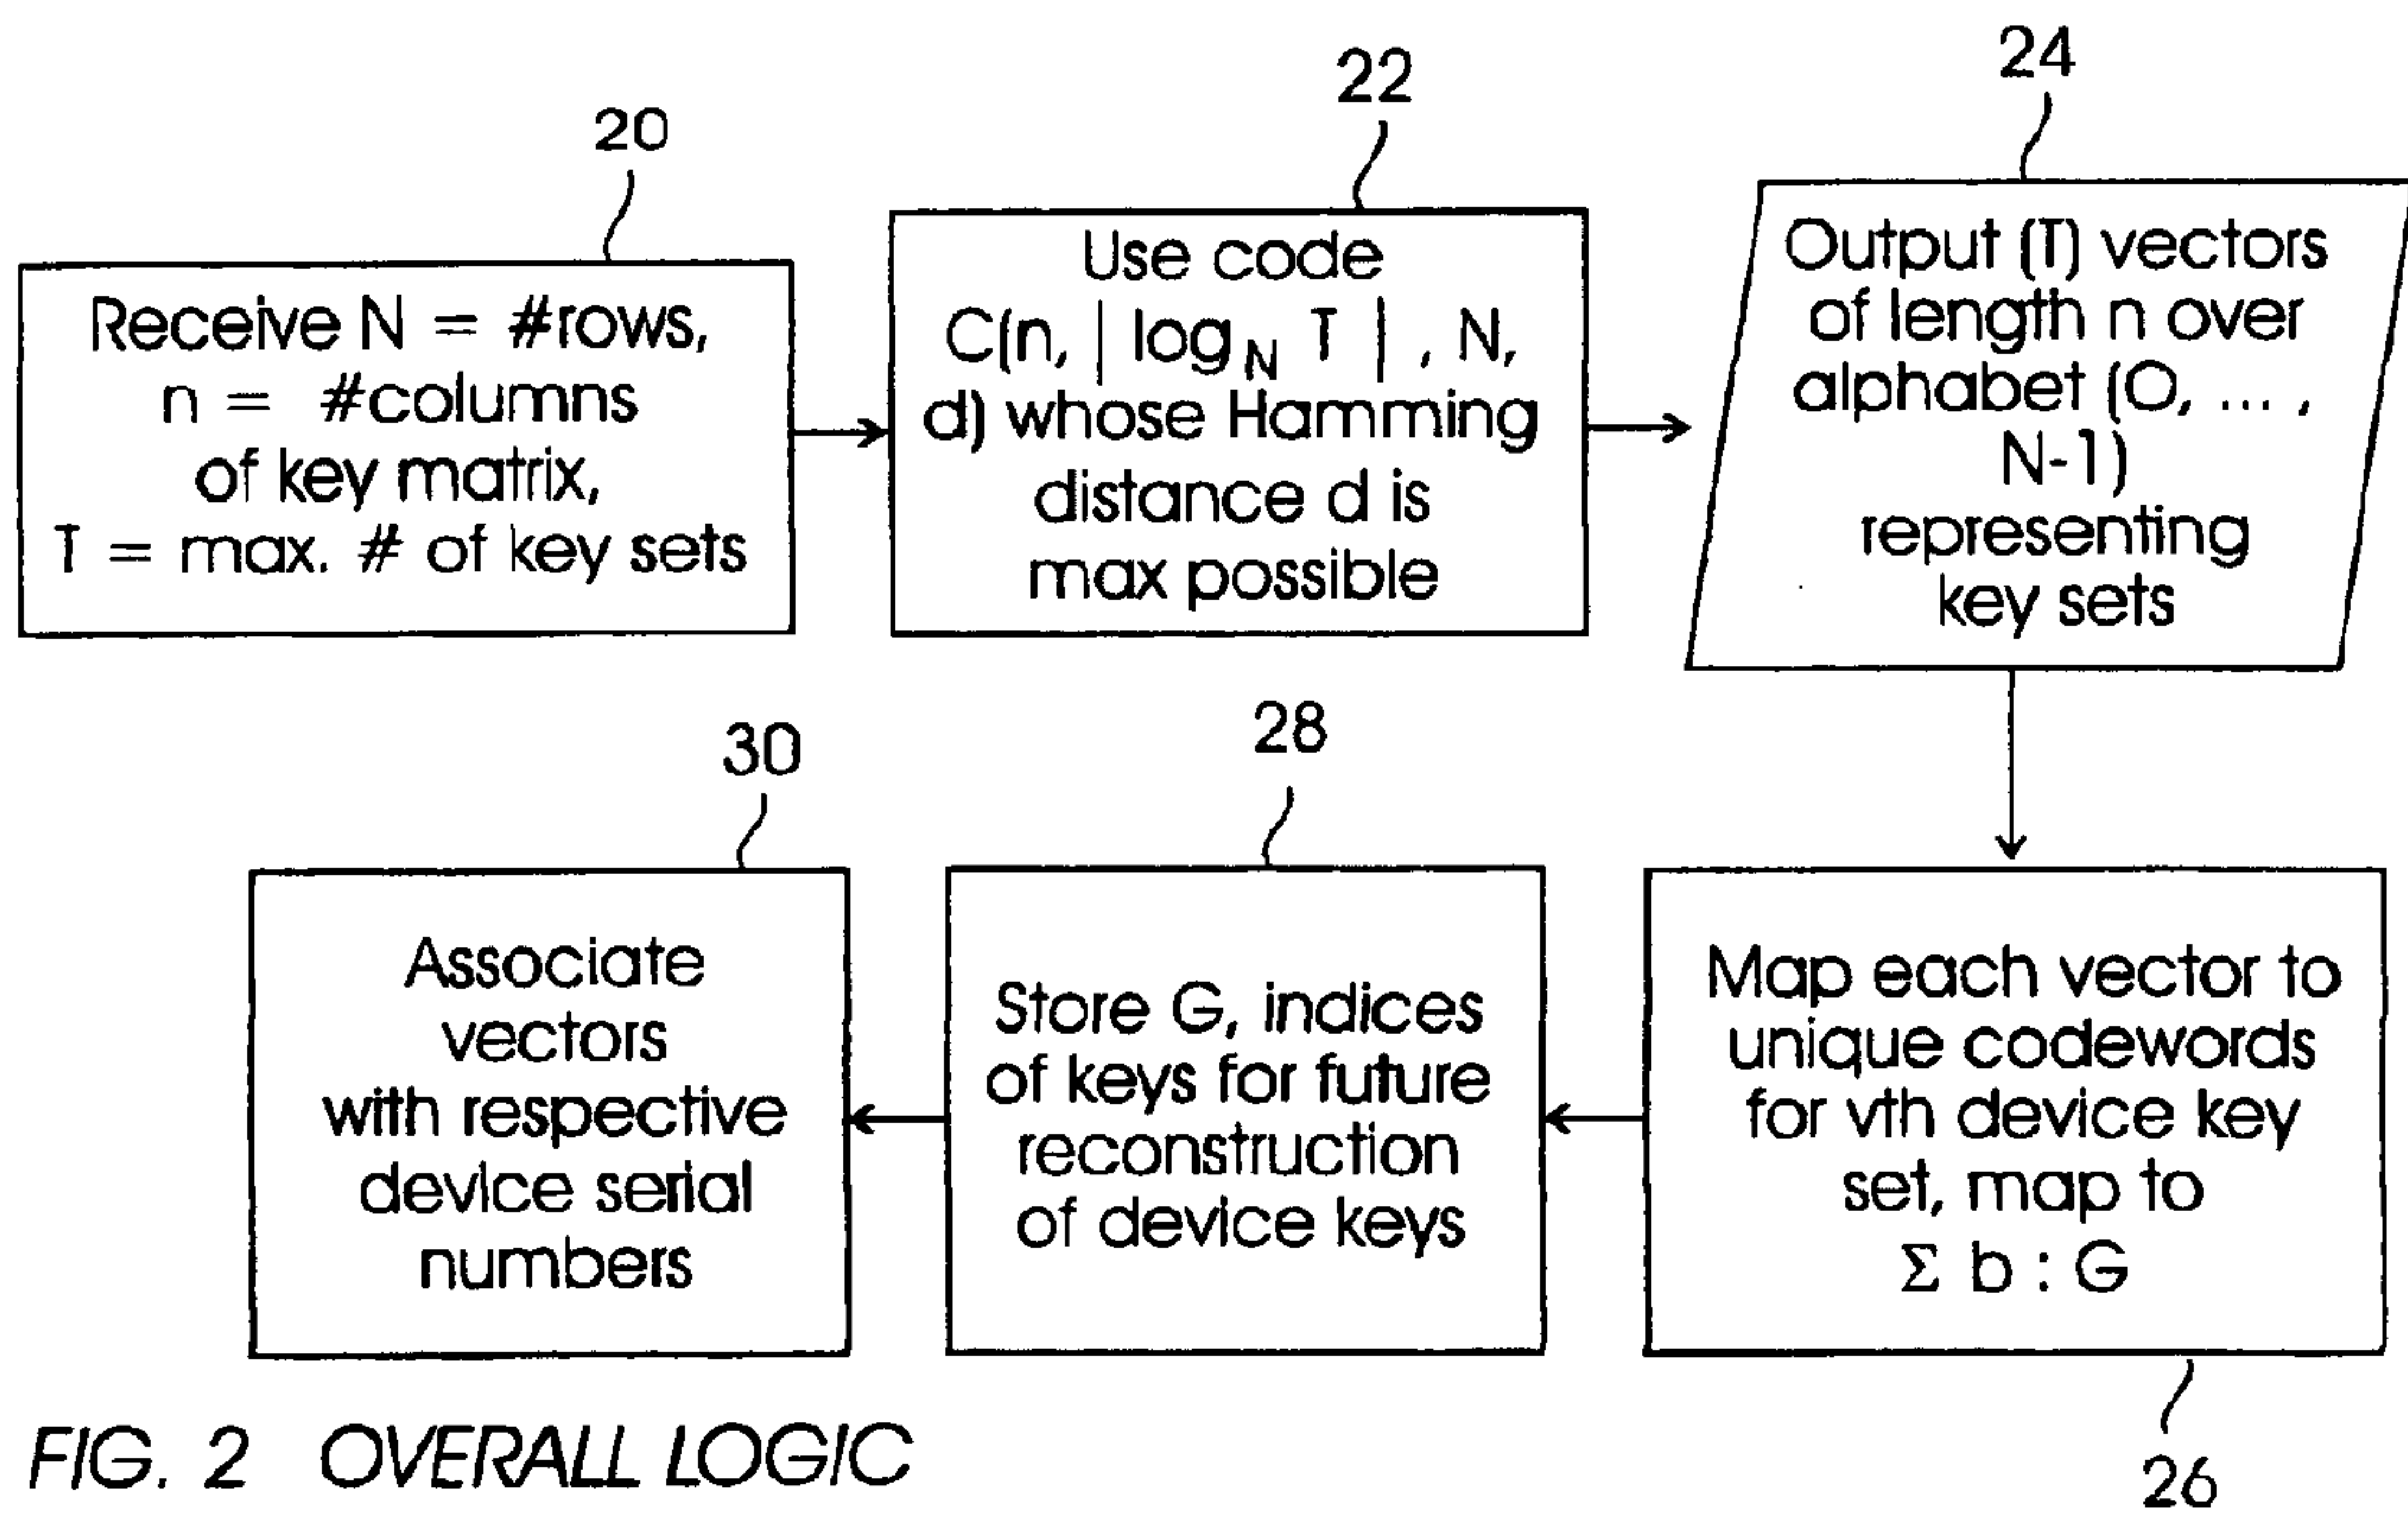 20
Receive N = #rows,
n = #columns
of key matrix,
T = max. # of key sets
22
Use code
C(n, | log_N T | , N,
d) whose Hamming
distance d is
max possible
24
Output (T) vectors
of length n over
alphabet (O, ... ,
N-1)
representing
key sets
26
Map each vector to
unique codewords
for vth device key
set, map to
Σ b : G
28
Store G, indices
of keys for future
reconstruction
of device keys
30
Associate
vectors
with respective
device serial
numbers
FIG. 2 OVERALL LOGIC